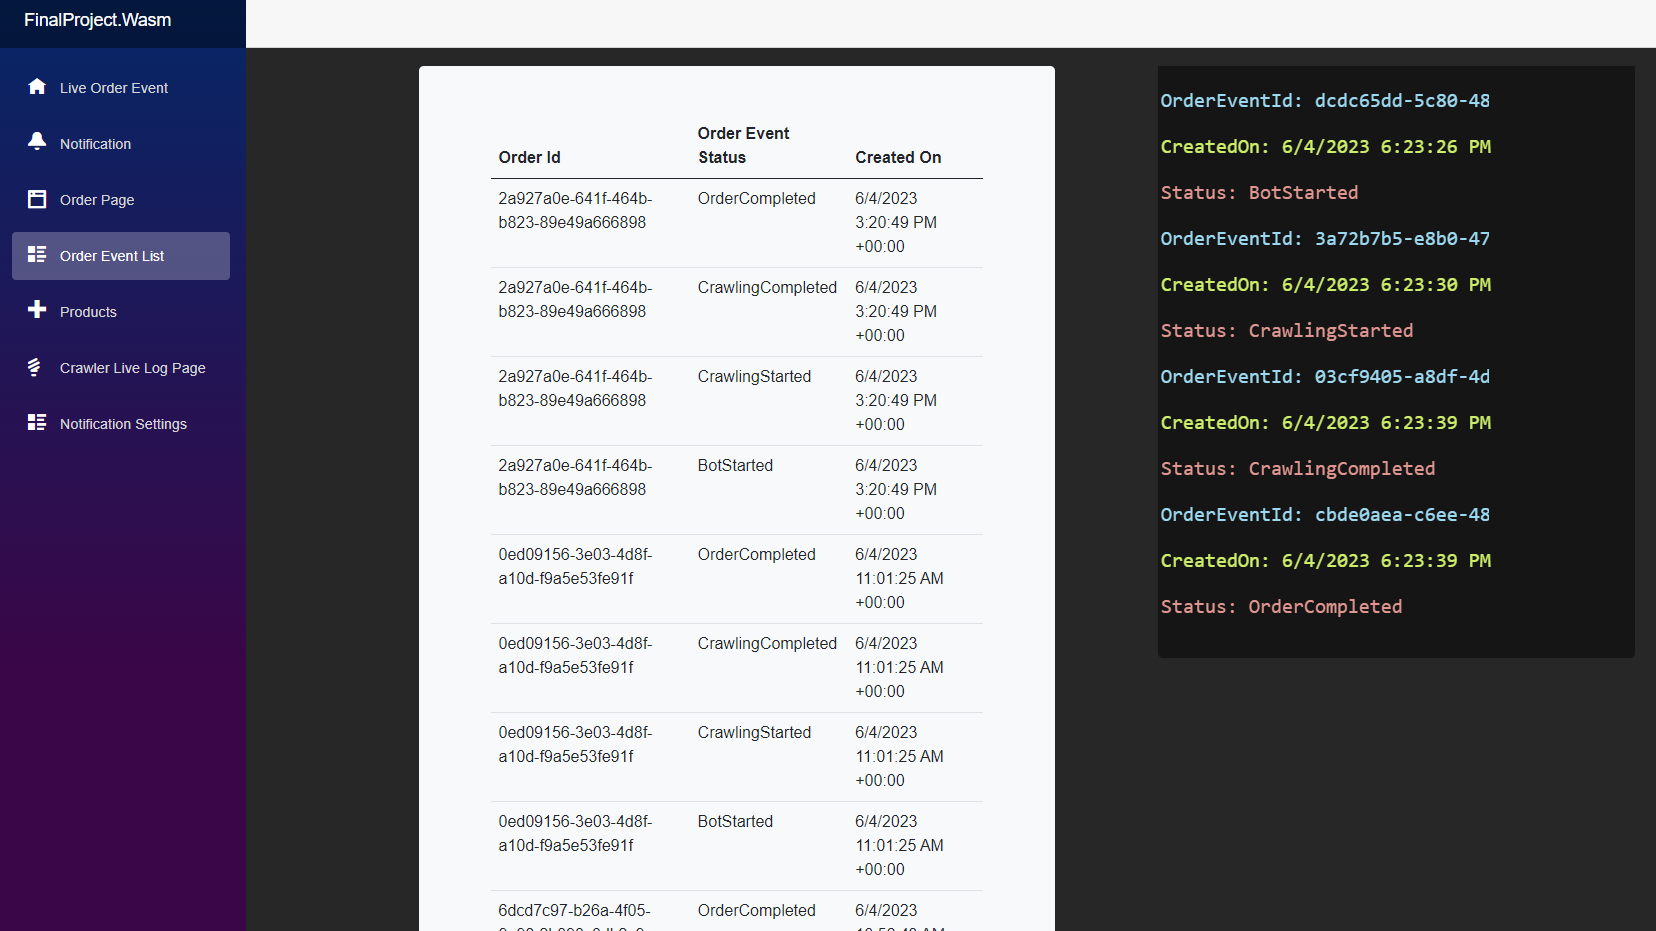 FinalProject.Wasm
Live Order Event
Notification
Order Page
Order Event List
Products
Crawler Live Log Page
Notification Settings
Order Event
Order Id Status Created On
2a927a0e-641f-464b- OrderCompleted 6/4/2023
b823-89e49a666898 3:20:49 PM
+00:00
2a927a0e-641f-464b- CrawlingCompleted 6/4/2023
b823-89e49a666898 3:20:49 PM
+00:00
2a927a0e-641f-464b- CrawlingStarted 6/4/2023
b823-89e49a666898 3:20:49 PM
+00:00
2a927a0e-641f-464b- BotStarted 6/4/2023
b823-89e49a666898 3:20:49 PM
+00:00
0ed09156-3e03-4d8f- OrderCompleted 6/4/2023
a10d-f9a5e53fe91f 11:01:25 AM
+00:00
0ed09156-3e03-4d8f- CrawlingCompleted 6/4/2023
a10d-f9a5e53fe91f 11:01:25 AM
+00:00
0ed09156-3e03-4d8f- CrawlingStarted 6/4/2023
a10d-f9a5e53fe91f 11:01:25 AM
+00:00
0ed09156-3e03-4d8f- BotStarted 6/4/2023
a10d-f9a5e53fe91f 11:01:25 AM
+00:00
6dcd7c97-b26a-4f05- OrderCompleted 6/4/2023
OrderEventId: dcdc65dd-5c80-48
CreatedOn: 6/4/2023 6:23:26 PM
Status: BotStarted
OrderEventId: 3a72b7b5-e8b0-47
CreatedOn: 6/4/2023 6:23:30 PM
Status: CrawlingStarted
OrderEventId: 03cf9405-a8df-4d
CreatedOn: 6/4/2023 6:23:39 PM
Status: CrawlingCompleted
OrderEventId: cbde0aea-c6ee-48
CreatedOn: 6/4/2023 6:23:39 PM
Status: OrderCompleted